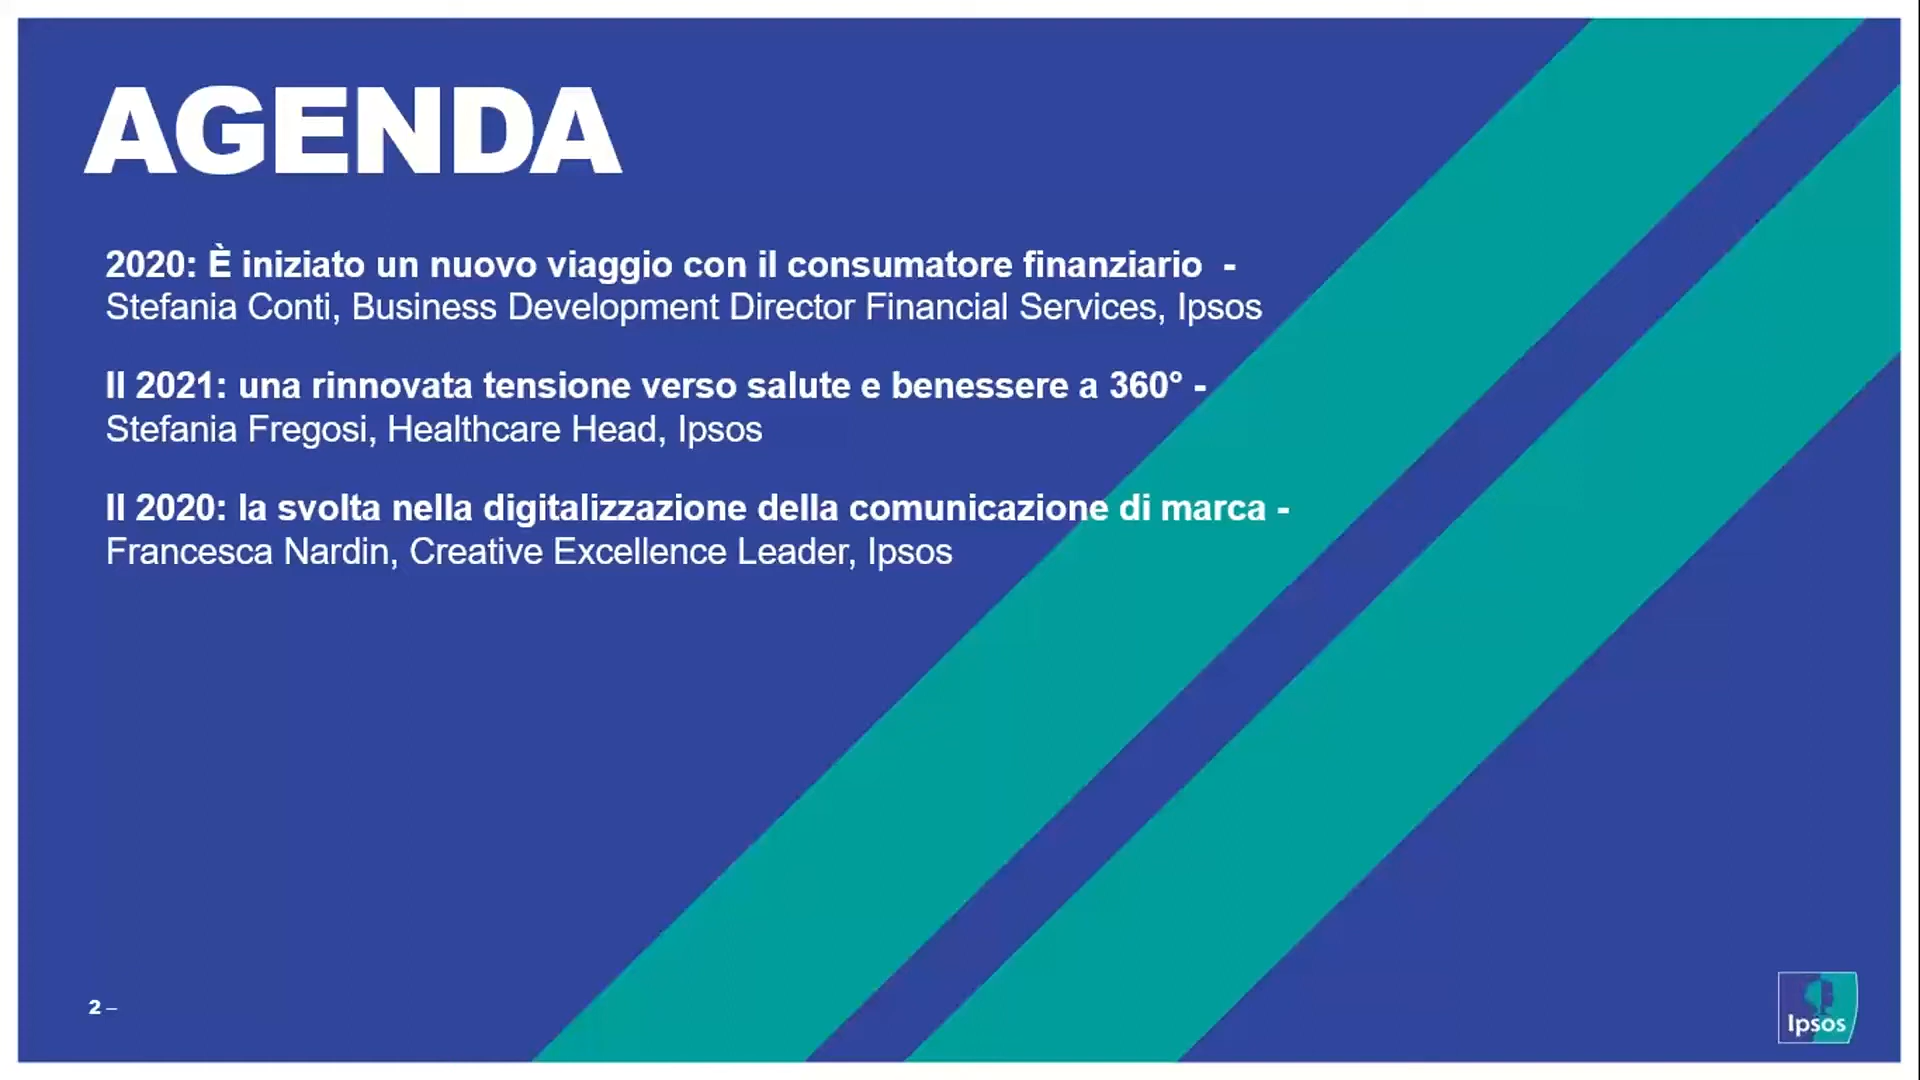 AGENDA
2020: È iniziato un nuovo viaggio con il consumatore finanziario -
Stefania Conti, Business Development Director Financial Services, Ipsos
Il 2021: una rinnovata tensione verso salute e benessere a 360° -
Stefania Fregosi, Healthcare Head, Ipsos
Il 2020: la svolta nella digitalizzazione della comunicazione di marca -
Francesca Nardin, Creative Excellence Leader, Ipsos
2 –
Ipsos